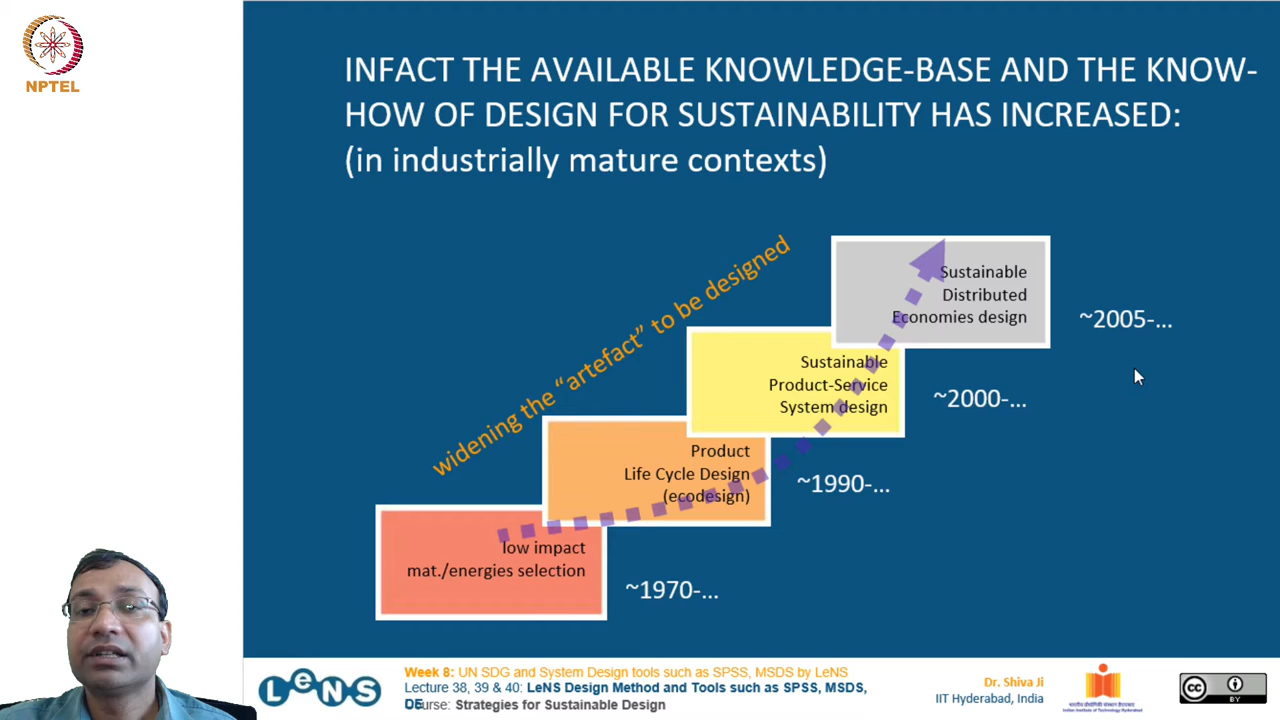 NPTEL
INFACT THE AVAILABLE KNOWLEDGE-BASE AND THE KNOW-
HOW OF DESIGN FOR SUSTAINABILITY HAS INCREASED:
(in industrially mature contexts)
widening the “artefact” to be designed
Sustainable
Distributed
Economies design
~2005-...
Sustainable
Product-Service
System design
~2000-...
Product
Life Cycle Design
(ecodesign)
~1990-...
low impact
mat./energies selection
~1970-...
LeNS
Week 8: UN SDG and System Design tools such as SPSS, MSDS by LeNS
Lecture 38, 39 & 40: LeNS Design Method and Tools such as SPSS, MSDS,
Course: Strategies for Sustainable Design
Dr. Shiva Ji
IIT Hyderabad, India
cc
BY